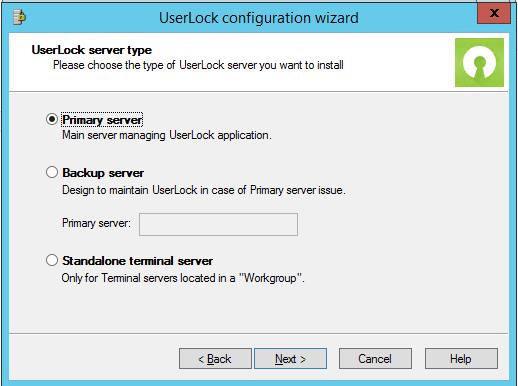 UserLock configuration wizard
x
UserLock server type
Please choose the type of UserLock server you want to install
Primary server
Main server managing UserLock application.
Backup server
Design to maintain UserLock in case of Primary server issue.
Primary server:
Standalone terminal server
Only for Terminal servers located in a "Workgroup".
< Back Next > Cancel Help